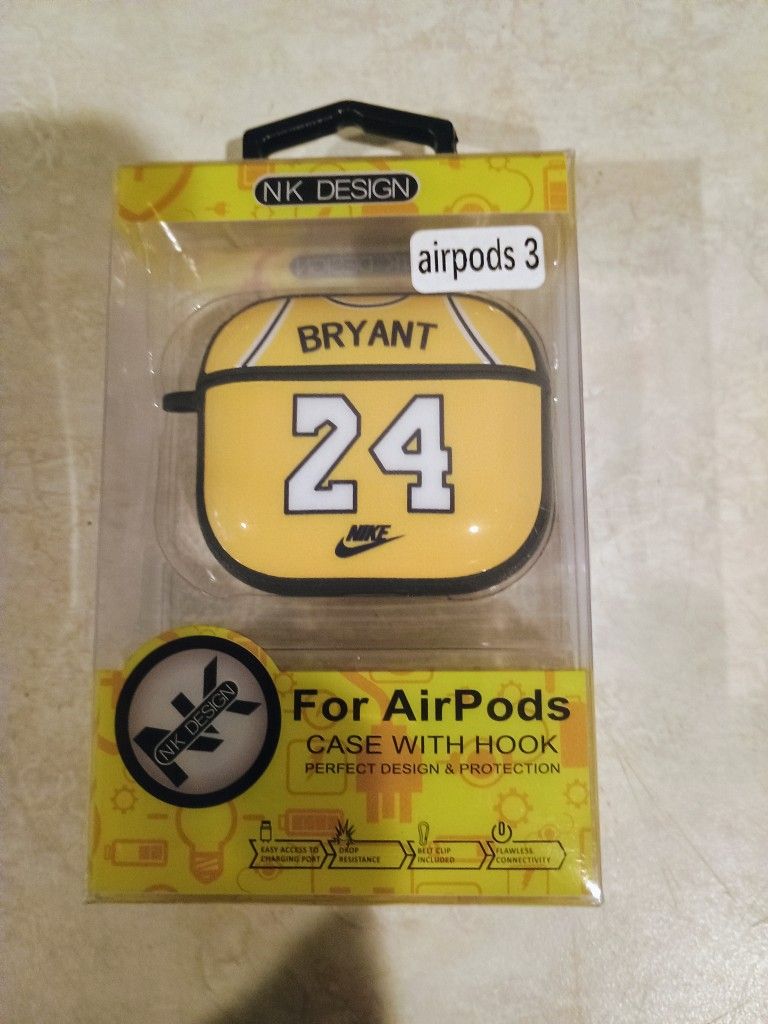 NK DESIGN
airpods 3
BRYANT
24
NIKE
For AirPods
CASE WITH HOOK
PERFECT DESIGN & PROTECTION
NK
NK DESIGN
EASY ACCESS TO
CHARGING PORT
DROP
RESISTANCE
BELT CLIP
INCLUDED
FLAWLESS
CONNECTIVITY